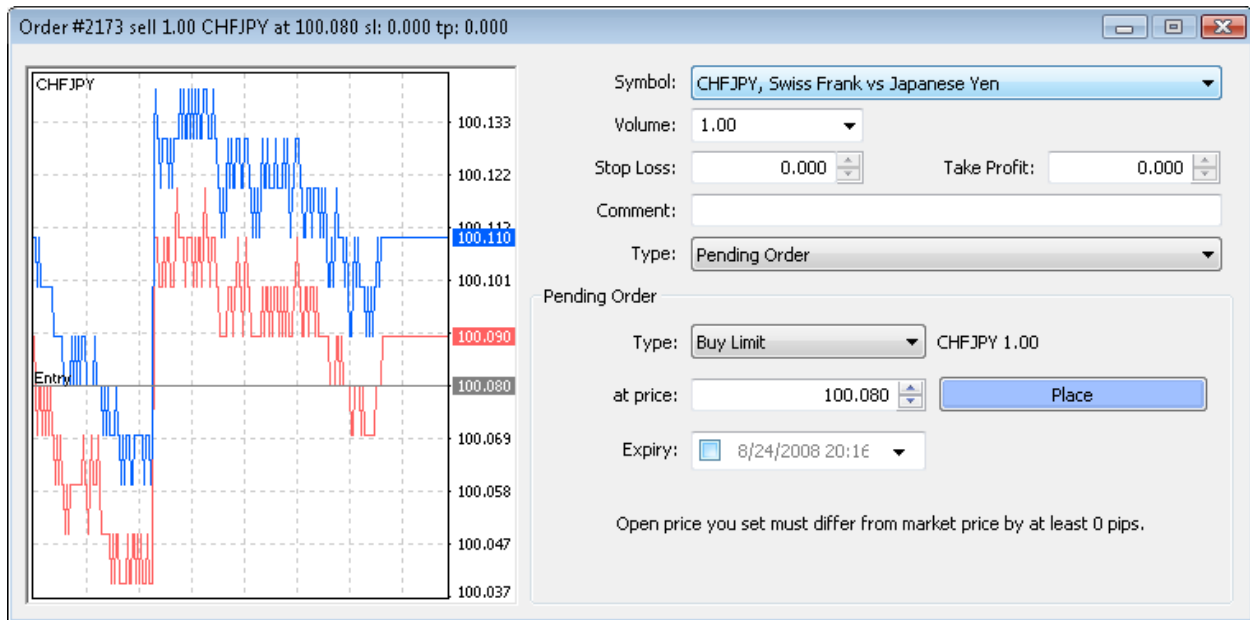 Order #2173 sell 1.00 CHFJPY at 100.080 sl: 0.000 tp: 0.000
CHFJPY
100.133
100.122
100.112
100.110
100.101
100.090
Entry
100.080
100.069
100.058
100.047
100.037
Symbol: CHFJPY, Swiss Frank vs Japanese Yen
Volume: 1.00
Stop Loss: 0.000 Take Profit: 0.000
Comment:
Type: Pending Order
Pending Order
Type: Buy Limit CHFJPY 1.00
at price: 100.080 Place
Expiry: 8/24/2008 20:16
Open price you set must differ from market price by at least 0 pips.